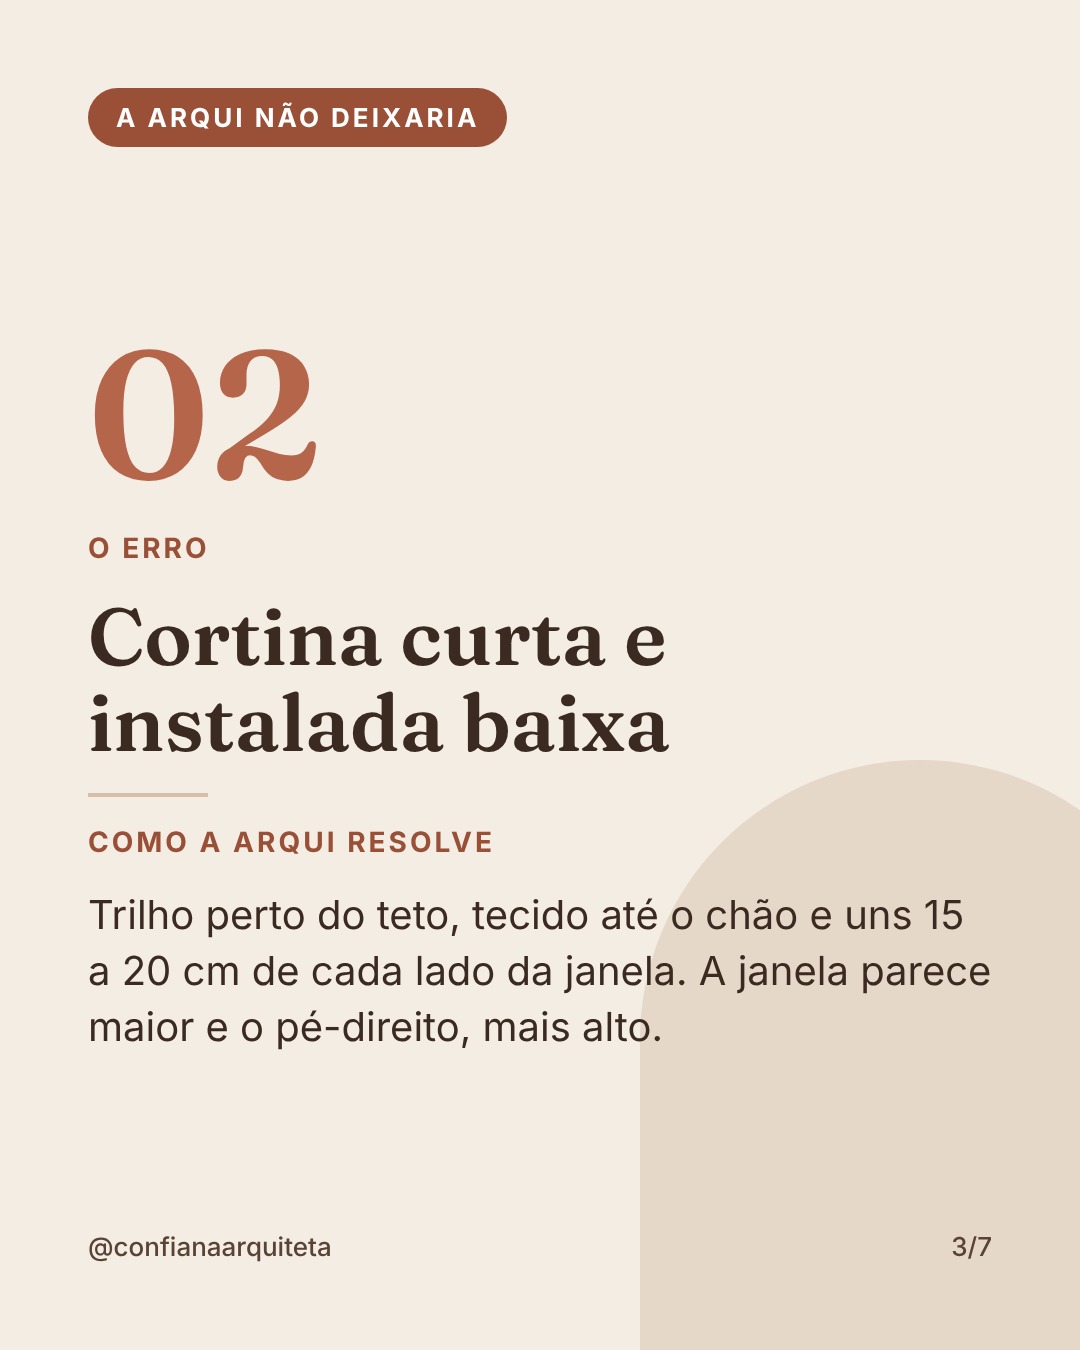 A ARQUI NÃO DEIXARIA
02
O ERRO
Cortina curta e
instalada baixa
COMO A ARQUI RESOLVE
Trilho perto do teto, tecido até o chão e uns 15
a 20 cm de cada lado da janela. A janela parece
maior e o pé-direito, mais alto.
@confianaarquiteta
3/7